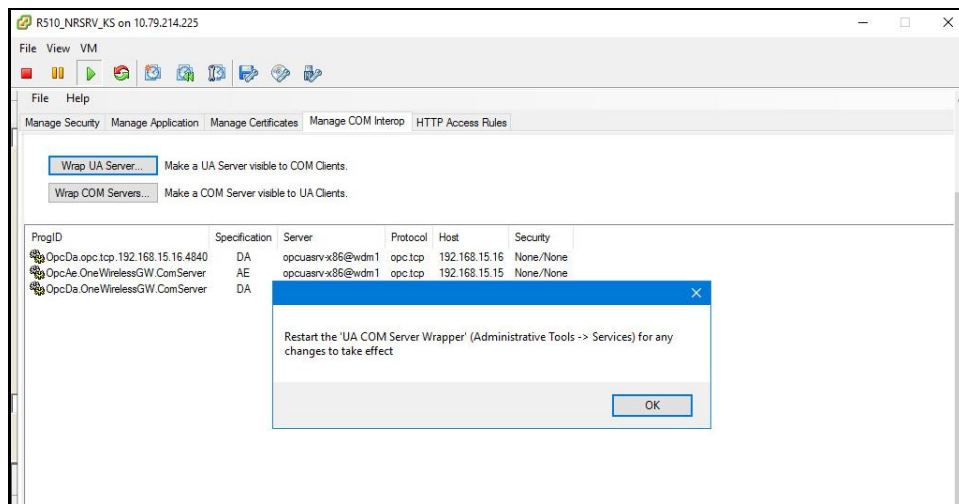 R510_NRSRV_KS on 10.79.214.225
File View VM
File Help
Manage Security Manage Application Manage Certificates Manage COM Interop HTTP Access Rules
Wrap UA Server... Make a UA Server visible to COM Clients.
Wrap COM Servers... Make a COM Server visible to UA Clients.
ProgID Specification Server Protocol Host Security
OpcDa.opc.tcp.192.168.15.16.4840 DA opcuasrv-x86@wdm1 opc.tcp 192.168.15.16 None/None
OpcAe.OneWirelessGW.ComServer AE opcuasrv-x86@wdm1 opc.tcp 192.168.15.15 None/None
OpcDa.OneWirelessGW.ComServer DA
Restart the 'UA COM Server Wrapper' (Administrative Tools -> Services) for any
changes to take effect
OK